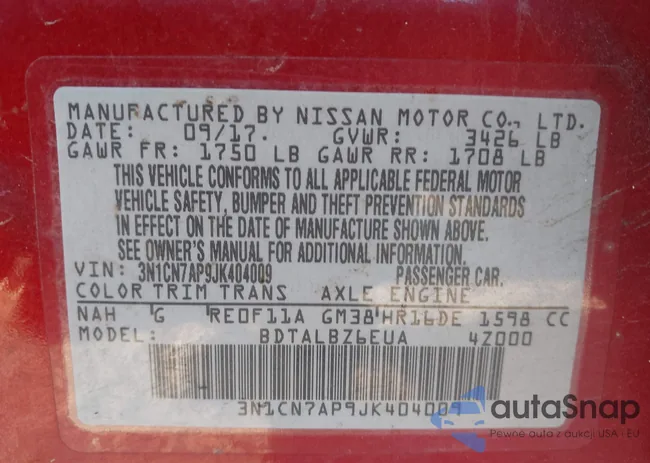 MANUFACTURED BY NISSAN MOTOR CO., LTD.
DATE: 09/17. GVWR: 3426 LB
GAWR FR: 1750 LB GAWR RR: 1708 LB
THIS VEHICLE CONFORMS TO ALL APPLICABLE FEDERAL MOTOR
VEHICLE SAFETY, BUMPER AND THEFT PREVENTION STANDARDS
IN EFFECT ON THE DATE OF MANUFACTURE SHOWN ABOVE.
SEE OWNER'S MANUAL FOR ADDITIONAL INFORMATION.
VIN: 3N1CN7AP9JK404009 PASSENGER CAR.
COLOR TRIM TRANS AXLE ENGINE
NAH G RE0F11A GM38 HR16DE 1598 CC
MODEL: BDTALBZ6EUA 4Z000
3N1CN7AP9JK404009
autaSnap
Pewne auta z aukcji USA - EU